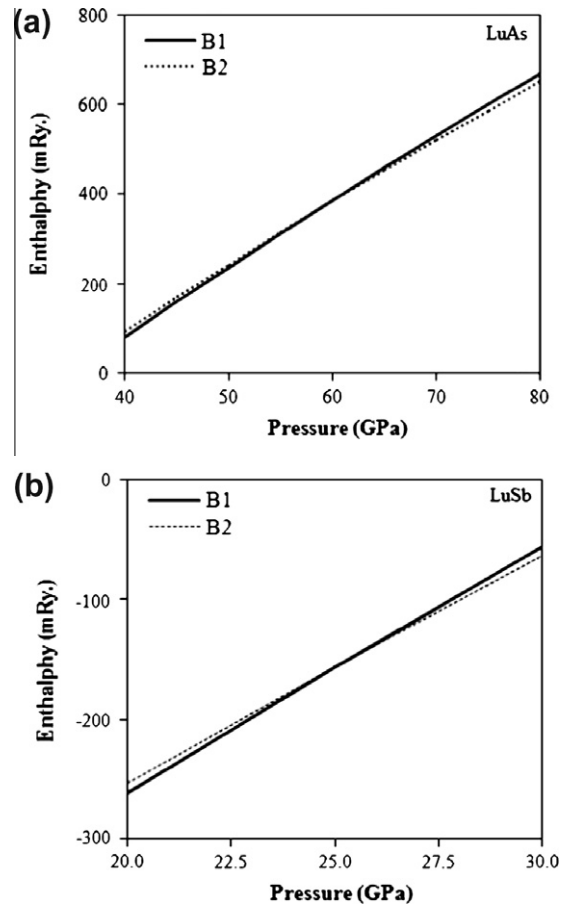 (a)
800
B1
B2
LuAs
600
400
200
0
Enthalphy (mRy.)
40 50 60 70 80
Pressure (GPa)
(b)
0
B1
B2
LuSb
-100
-200
-300
Enthalphy (mRy.)
20.0 22.5 25.0 27.5 30.0
Pressure (GPa)